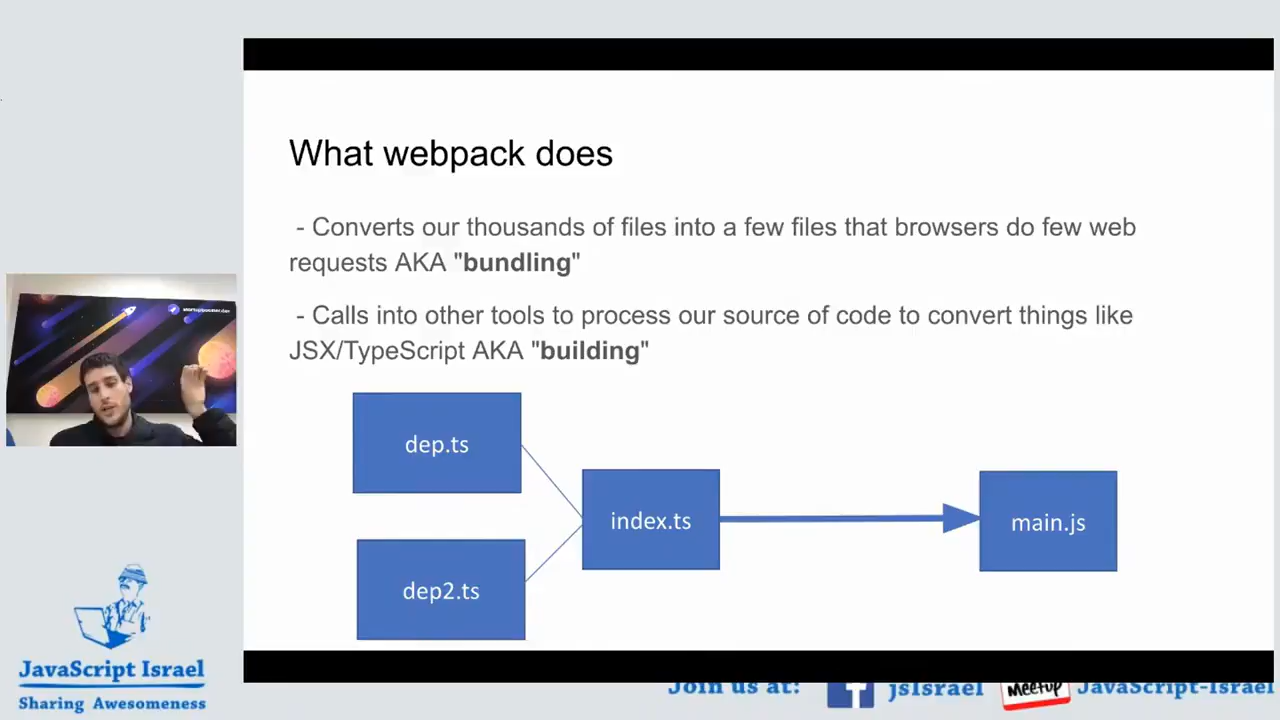 What webpack does
- Converts our thousands of files into a few files that browsers do few web
requests AKA "bundling"
- Calls into other tools to process our source of code to convert things like
JSX/TypeScript AKA "building"
dep.ts
index.ts
main.js
dep2.ts
JavaScript Israel
Sharing Awesomeness
Join us at:
jsIsrael
Meetup
JavaScript-Israel